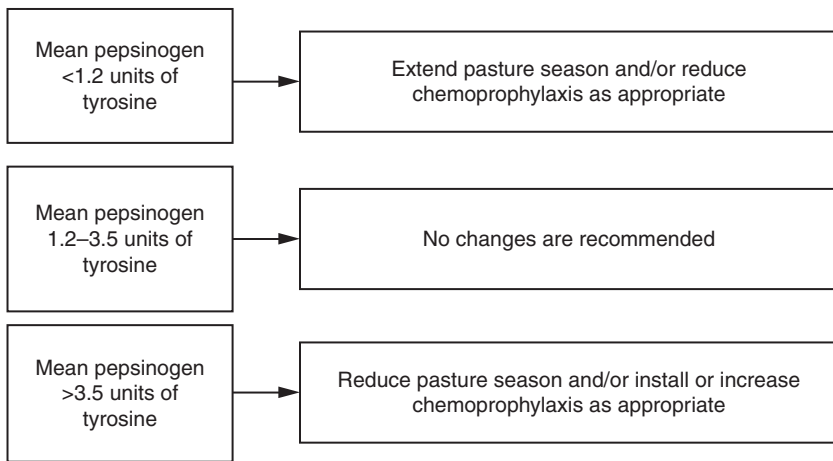 Mean pepsinogen
<1.2 units of
tyrosine
Extend pasture season and/or reduce
chemoprophylaxis as appropriate
Mean pepsinogen
1.2–3.5 units of
tyrosine
No changes are recommended
Mean pepsinogen
>3.5 units of
tyrosine
Reduce pasture season and/or install or increase
chemoprophylaxis as appropriate